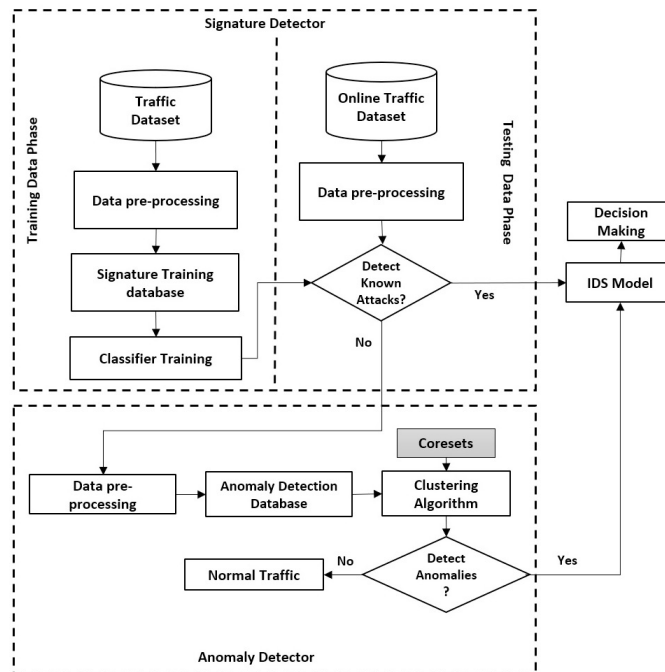 Signature Detector
Training Data Phase
Traffic
Dataset
Data pre-processing
Signature Training
database
Classifier Training
Online Traffic
Dataset
Data pre-processing
Detect
Known
Attacks?
Yes
No
Testing Data Phase
Decision
Making
IDS Model
Coresets
Data pre-
processing
Anomaly Detection
Database
Clustering
Algorithm
Detect
Anomalies
?
No
Yes
Normal Traffic
Anomaly Detector